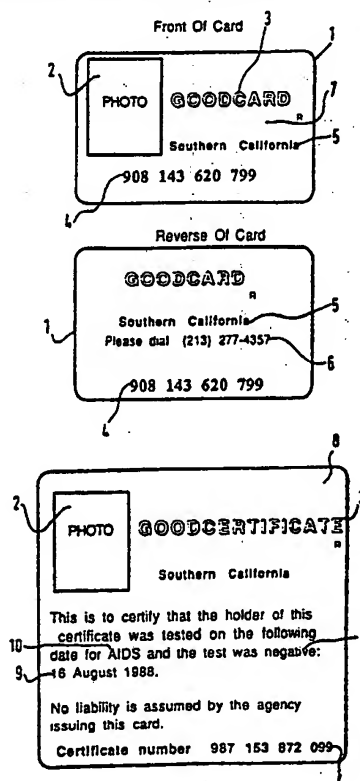 Front Of Card
3
1
2
PHOTO
GOODCARD
7
R
Southern California
5
908 143 620 799
4
Reverse Of Card
GOODCARD
R
Southern California
5
1
Please dial (213) 277-4357
6
908 143 620 799
4
8
2
PHOTO
GOODCERTIFICATE
R
Southern California
This is to certify that the holder of this
certificate was tested on the following
10
date for AIDS and the test was negative:
9
16 August 1988.
No liability is assumed by the agency
issuing this card.
Certificate number 987 153 872 099